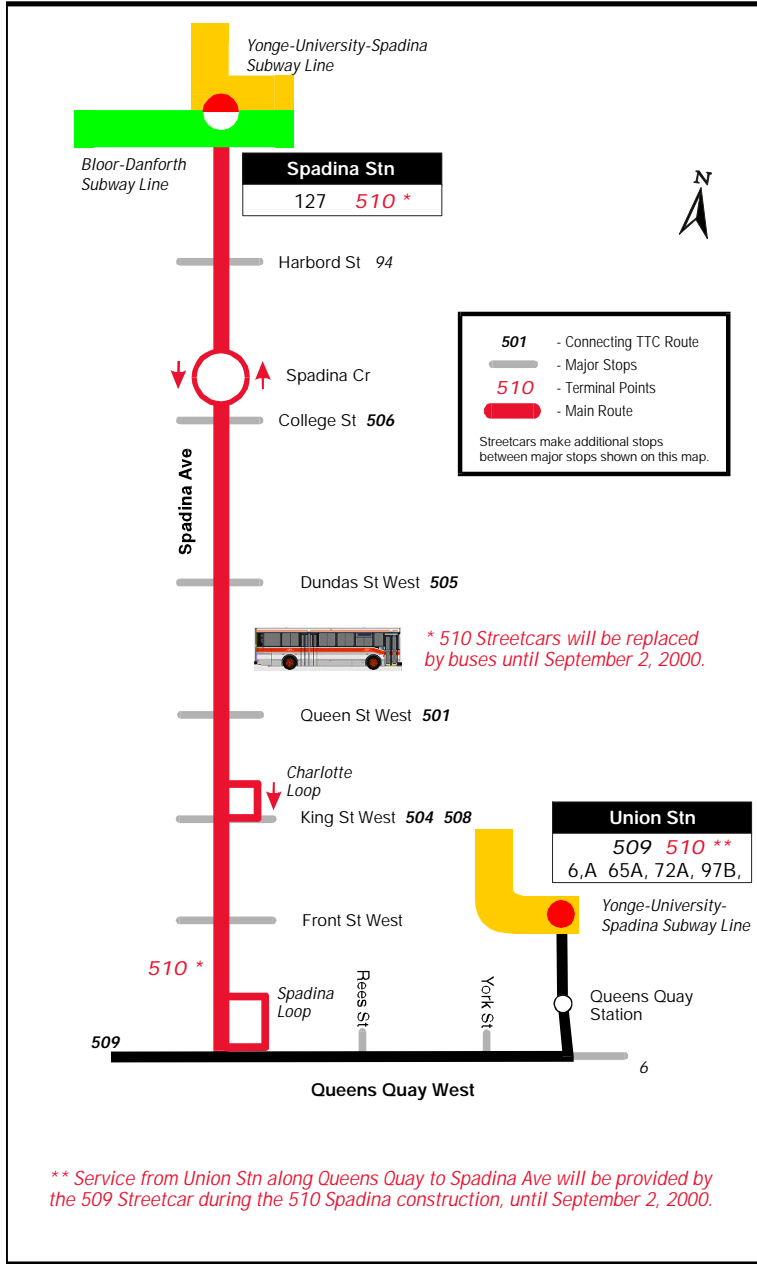 Yonge-University-Spadina
Subway Line
Bloor-Danforth
Subway Line
Spadina Stn
127 510 *
N
Harbord St 94
501 - Connecting TTC Route
- Major Stops
510 - Terminal Points
- Main Route
Streetcars make additional stops
between major stops shown on this map.
Spadina Cr
College St 506
Spadina Ave
Dundas St West 505
* 510 Streetcars will be replaced
by buses until September 2, 2000.
Queen St West 501
Charlotte
Loop
King St West 504 508
Union Stn
509 510 **
6,A 65A, 72A, 97B,
Yonge-University-
Spadina Subway Line
Front St West
510 *
Spadina
Loop
Rees St
York St
Queens Quay
Station
509
6
Queens Quay West
** Service from Union Stn along Queens Quay to Spadina Ave will be provided by
the 509 Streetcar during the 510 Spadina construction, until September 2, 2000.